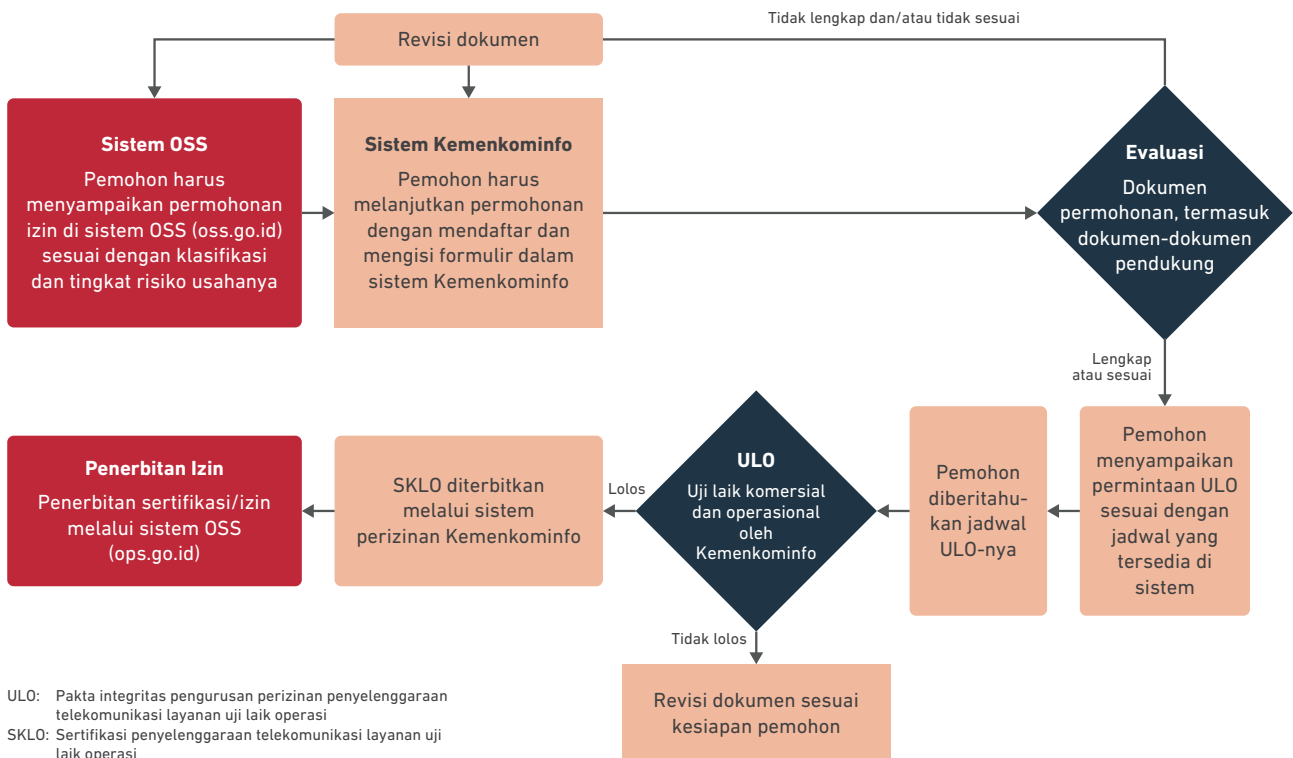 Tidak lengkap dan/atau tidak sesuai
Revisi dokumen
Sistem OSS
Pemohon harus
menyampaikan permohonan
izin di sistem OSS (oss.go.id)
sesuai dengan klasifikasi
dan tingkat risiko usahanya
Sistem Kemenkominfo
Pemohon harus
melanjutkan permohonan
dengan mendaftar dan
mengisi formulir dalam
sistem Kemenkominfo
Evaluasi
Dokumen
permohonan, termasuk
dokumen-dokumen
pendukung
Lengkap
atau sesuai
Pemohon
menyampaikan
permintaan ULO
sesuai dengan
jadwal yang
tersedia di
sistem
Pemohon
diberitahu-
kan jadwal
ULO-nya
ULO
Uji laik komersial
dan operasional
oleh
Kemenkominfo
Lolos
SKLO diterbitkan
melalui sistem
perizinan Kemenkominfo
Penerbitan Izin
Penerbitan sertifikasi/izin
melalui sistem OSS
(ops.go.id)
Tidak lolos
Revisi dokumen sesuai
kesiapan pemohon
ULO: Pakta integritas pengurusan perizinan penyelenggaraan
telekomunikasi layanan uji laik operasi
SKLO: Sertifikasi penyelenggaraan telekomunikasi layanan uji
laik operasi